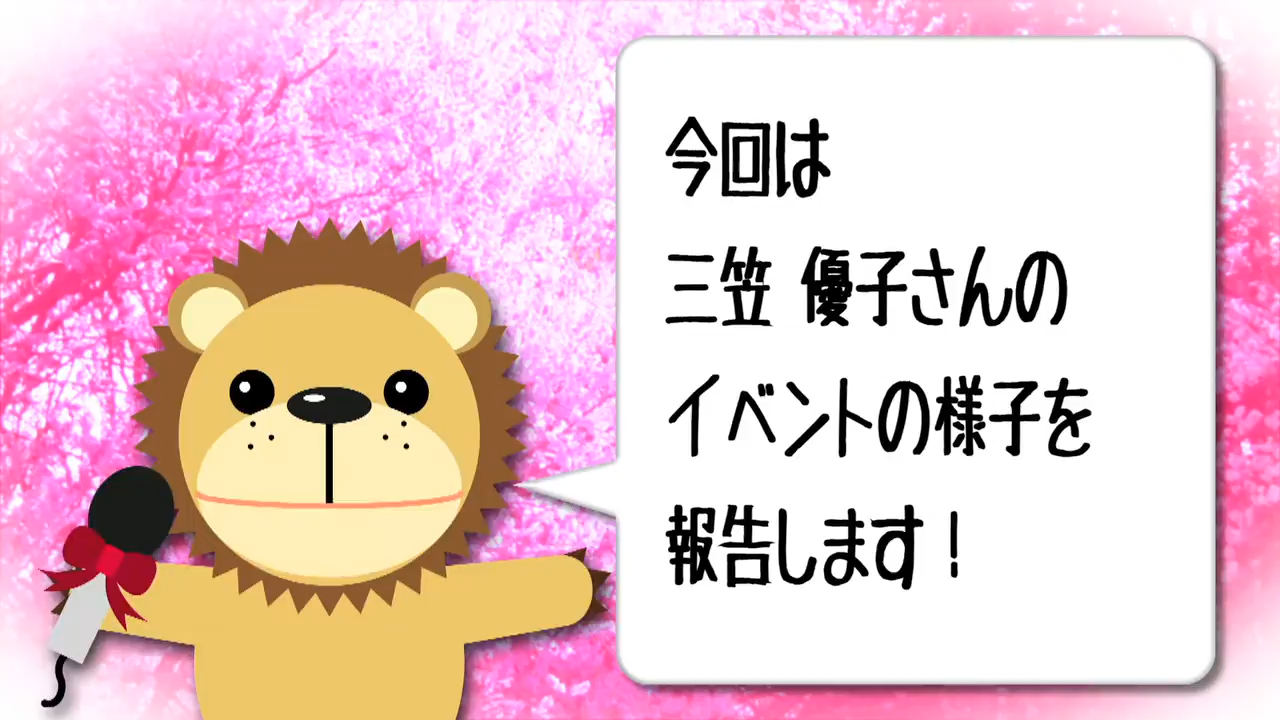 今回は
三笠 優子さんの
イベントの様子を
報告します！